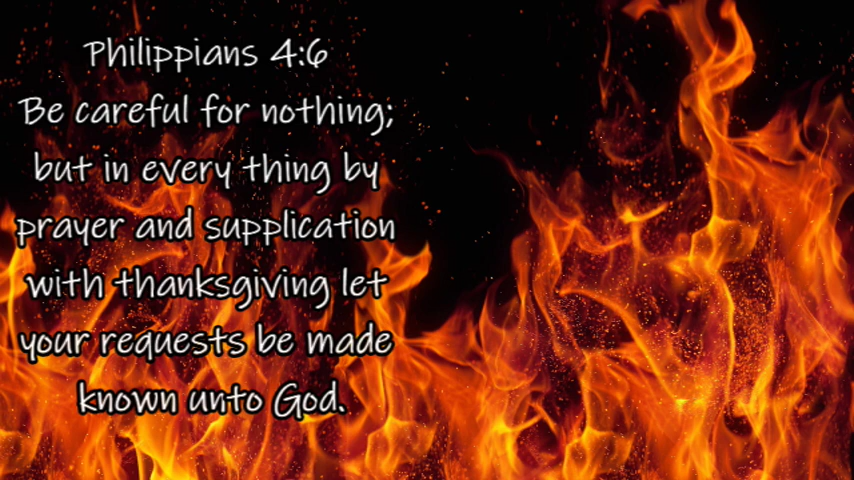 Philippians 4:6
Be careful for nothing;
but in every thing by
prayer and supplication
with thanksgiving let
your requests be made
known unto God.